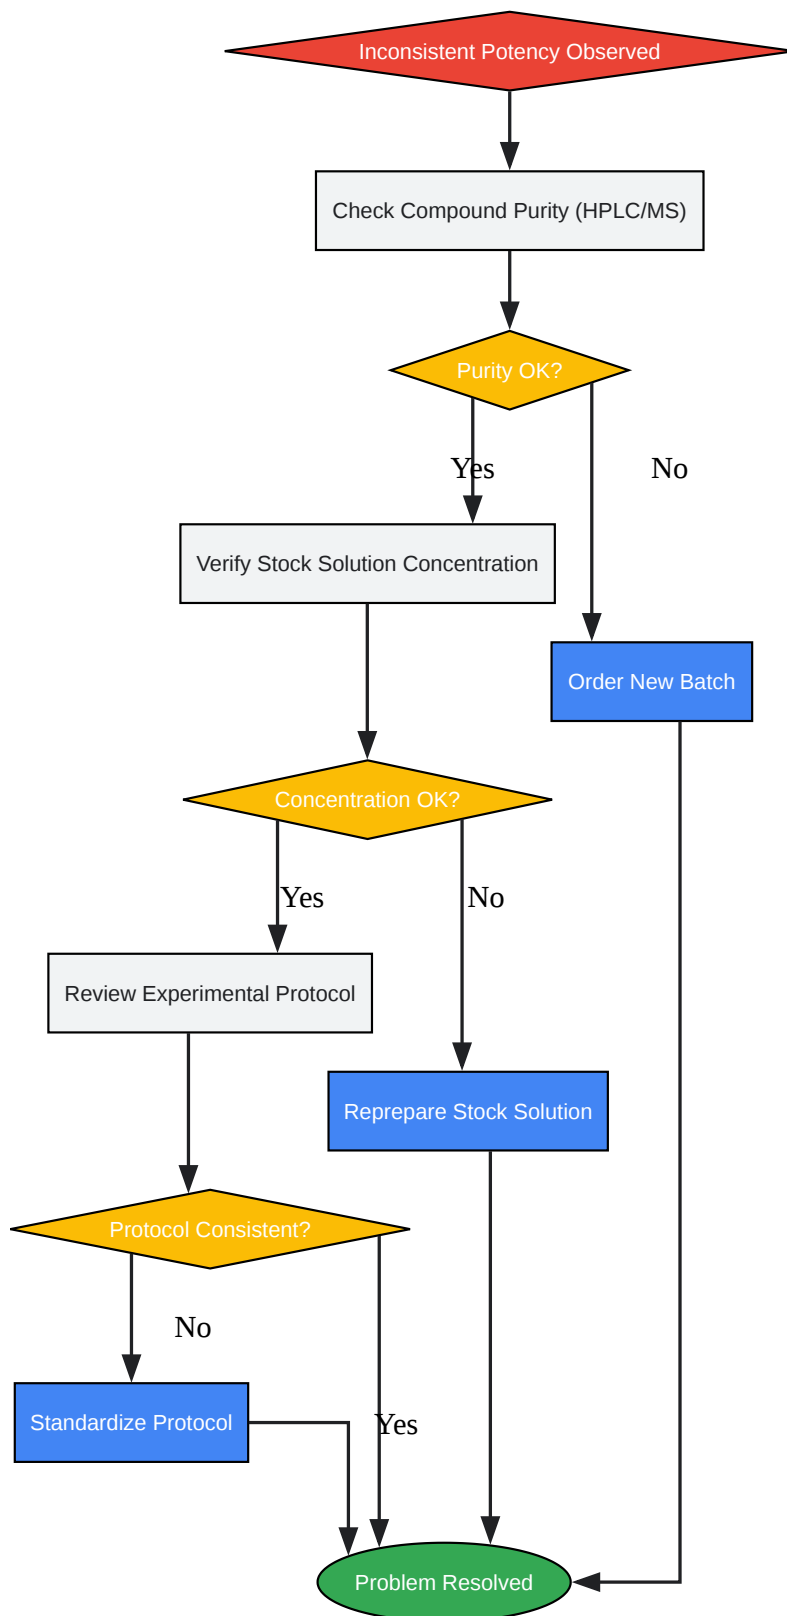 Inconsistent Potency Observed
Check Compound Purity (HPLC/MS)
Purity OK?
Yes
No
Verify Stock Solution Concentration
Order New Batch
Concentration OK?
Yes
No
Review Experimental Protocol
Reprepare Stock Solution
Protocol Consistent?
No
Standardize Protocol
Yes
Problem Resolved